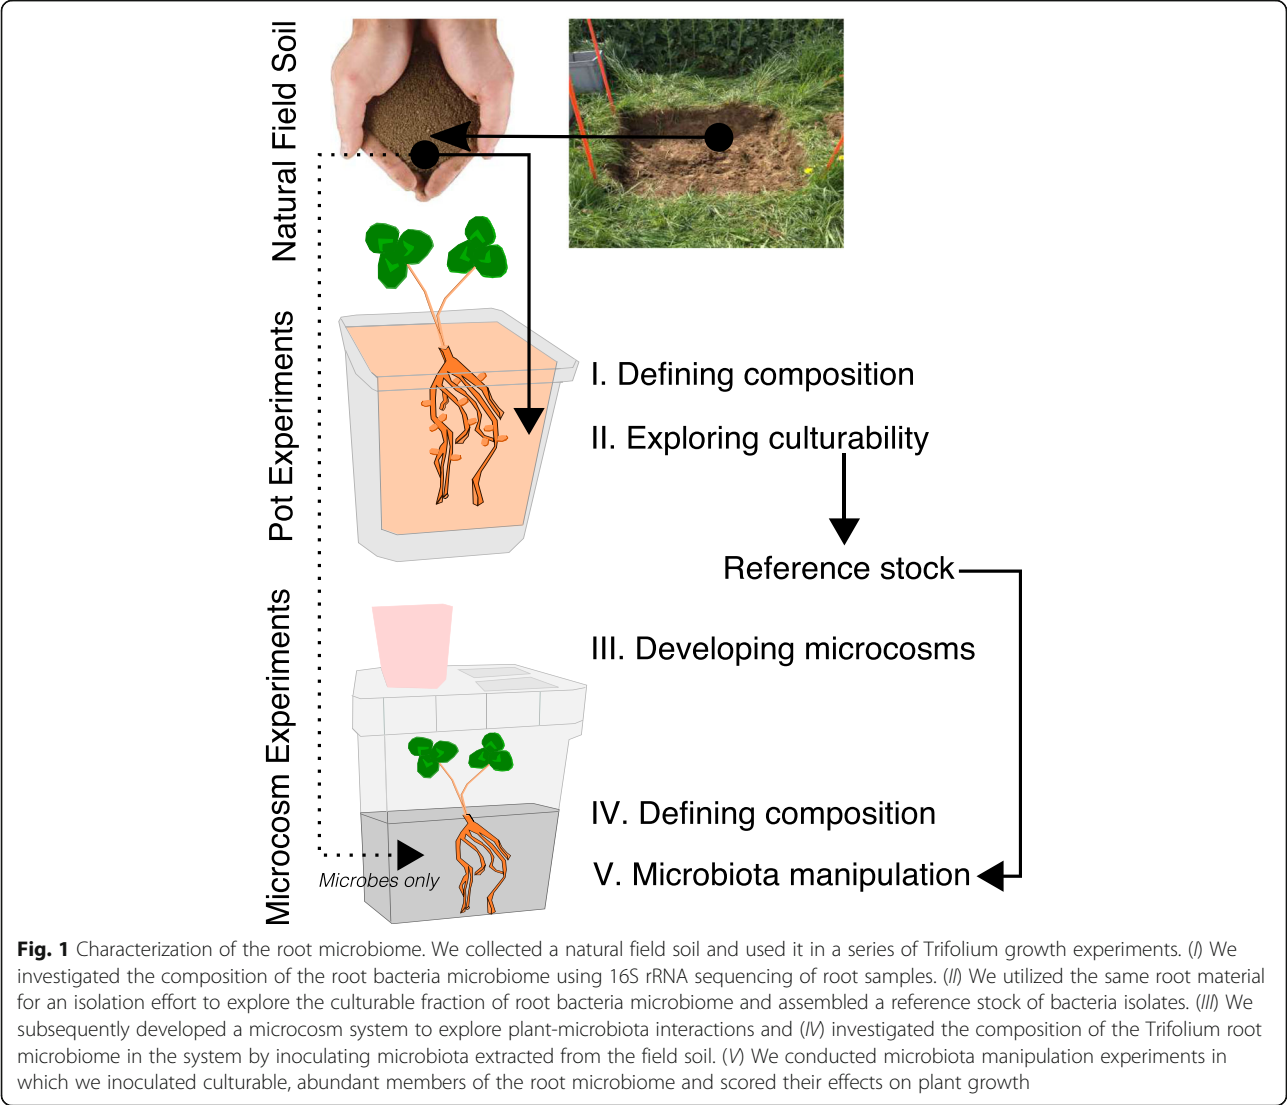 Natural Field Soil
Pot Experiments
I. Defining composition
II. Exploring culturability
Reference stock
Microcosm Experiments
III. Developing microcosms
IV. Defining composition
V. Microbiota manipulation
Microbes only
Fig. 1 Characterization of the root microbiome. We collected a natural field soil and used it in a series of Trifolium growth experiments. (I) We
investigated the composition of the root bacteria microbiome using 16S rRNA sequencing of root samples. (II) We utilized the same root material
for an isolation effort to explore the culturable fraction of root bacteria microbiome and assembled a reference stock of bacteria isolates. (III) We
subsequently developed a microcosm system to explore plant-microbiota interactions and (IV) investigated the composition of the Trifolium root
microbiome in the system by inoculating microbiota extracted from the field soil. (V) We conducted microbiota manipulation experiments in
which we inoculated culturable, abundant members of the root microbiome and scored their effects on plant growth